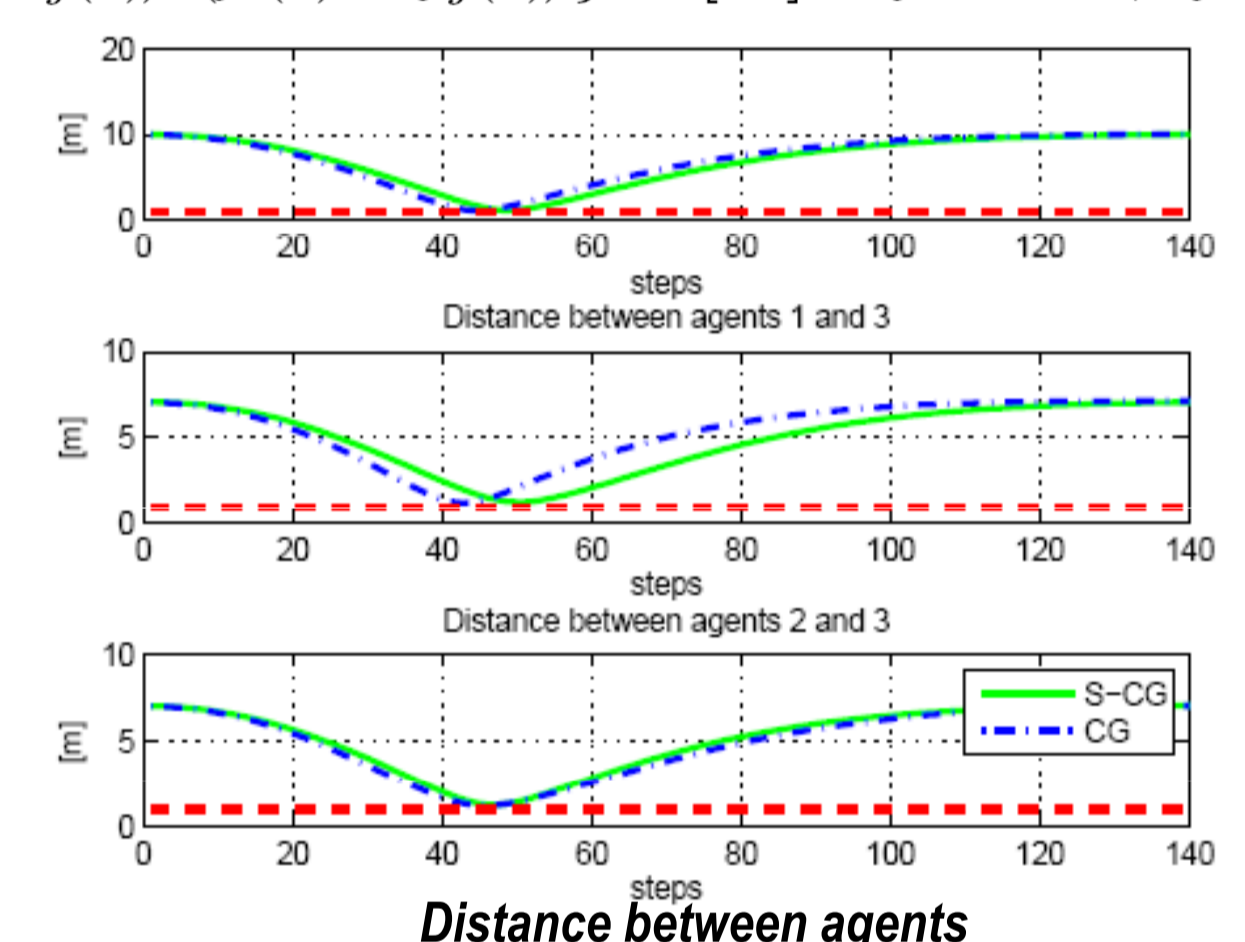 20
10
0
[m]
0 20 40 60 80 100 120 140
steps
Distance between agents 1 and 3
10
5
0
[m]
0 20 40 60 80 100 120 140
steps
Distance between agents 2 and 3
10
5
0
[m]
S−CG
CG
0 20 40 60 80 100 120 140
steps
Distance between agents